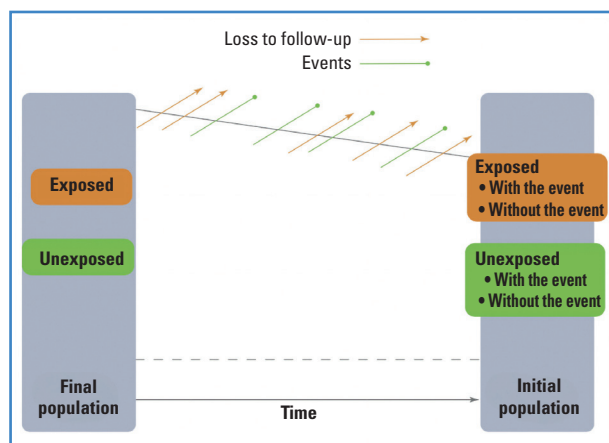 Loss to follow-up
Events
Exposed
Unexposed
Final
population
Time
Exposed
• With the event
• Without the event
Unexposed
• With the event
• Without the event
Initial
population